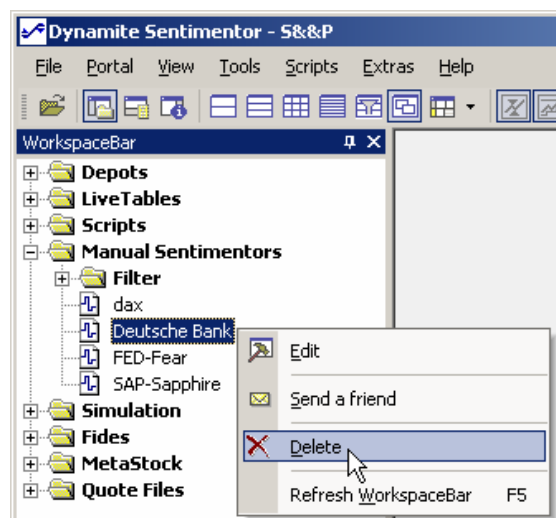 Dynamite Sentimentor - S&&P
File Portal View Tools Scripts Extras Help
WorkspaceBar
Depots
LiveTables
Scripts
Manual Sentimentors
Filter
dax
Deutsche Bank
Edit
FED-Fear
SAP-Sapphire
Send a friend
Simulation
Fides
Delete
MetaStock
Quote Files
Refresh WorkspaceBar F5